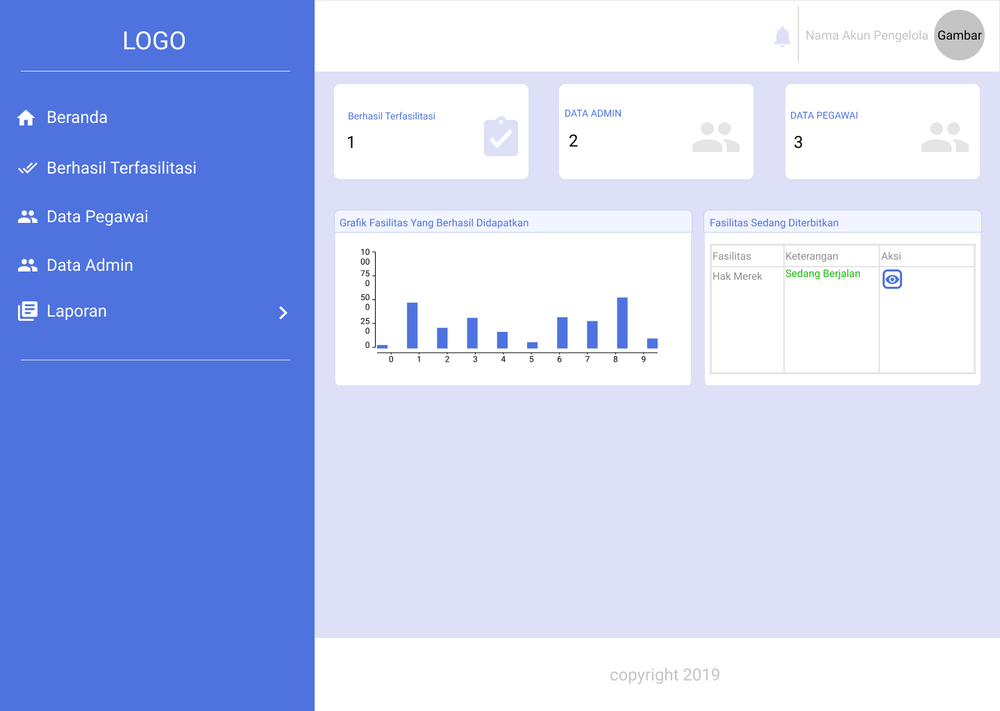 LOGO
Nama Akun Pengelola
Gambar
Beranda
Berhasil Terfasilitasi
Data Pegawai
Data Admin
Laporan
Berhasil Terfasilitasi
1
DATA ADMIN
2
DATA PEGAWAI
3
Grafik Fasilitas Yang Berhasil Didapatkan
10
00
75
0
50
0
25
0
0
0 1 2 3 4 5 6 7 8 9
Fasilitas Sedang Diterbitkan
Fasilitas Keterangan Aksi
Hak Merek Sedang Berjalan
copyright 2019